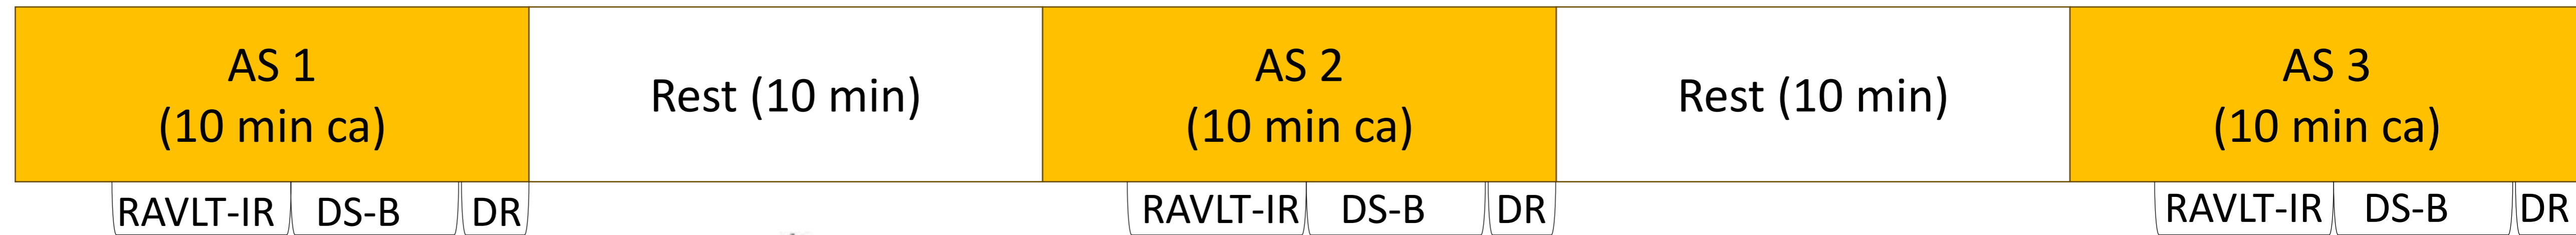 AS 1
(10 min ca)
Rest (10 min)
AS 2
(10 min ca)
Rest (10 min)
AS 3
(10 min ca)
RAVLT-IR DS-B DR
RAVLT-IR DS-B DR
RAVLT-IR DS-B DR